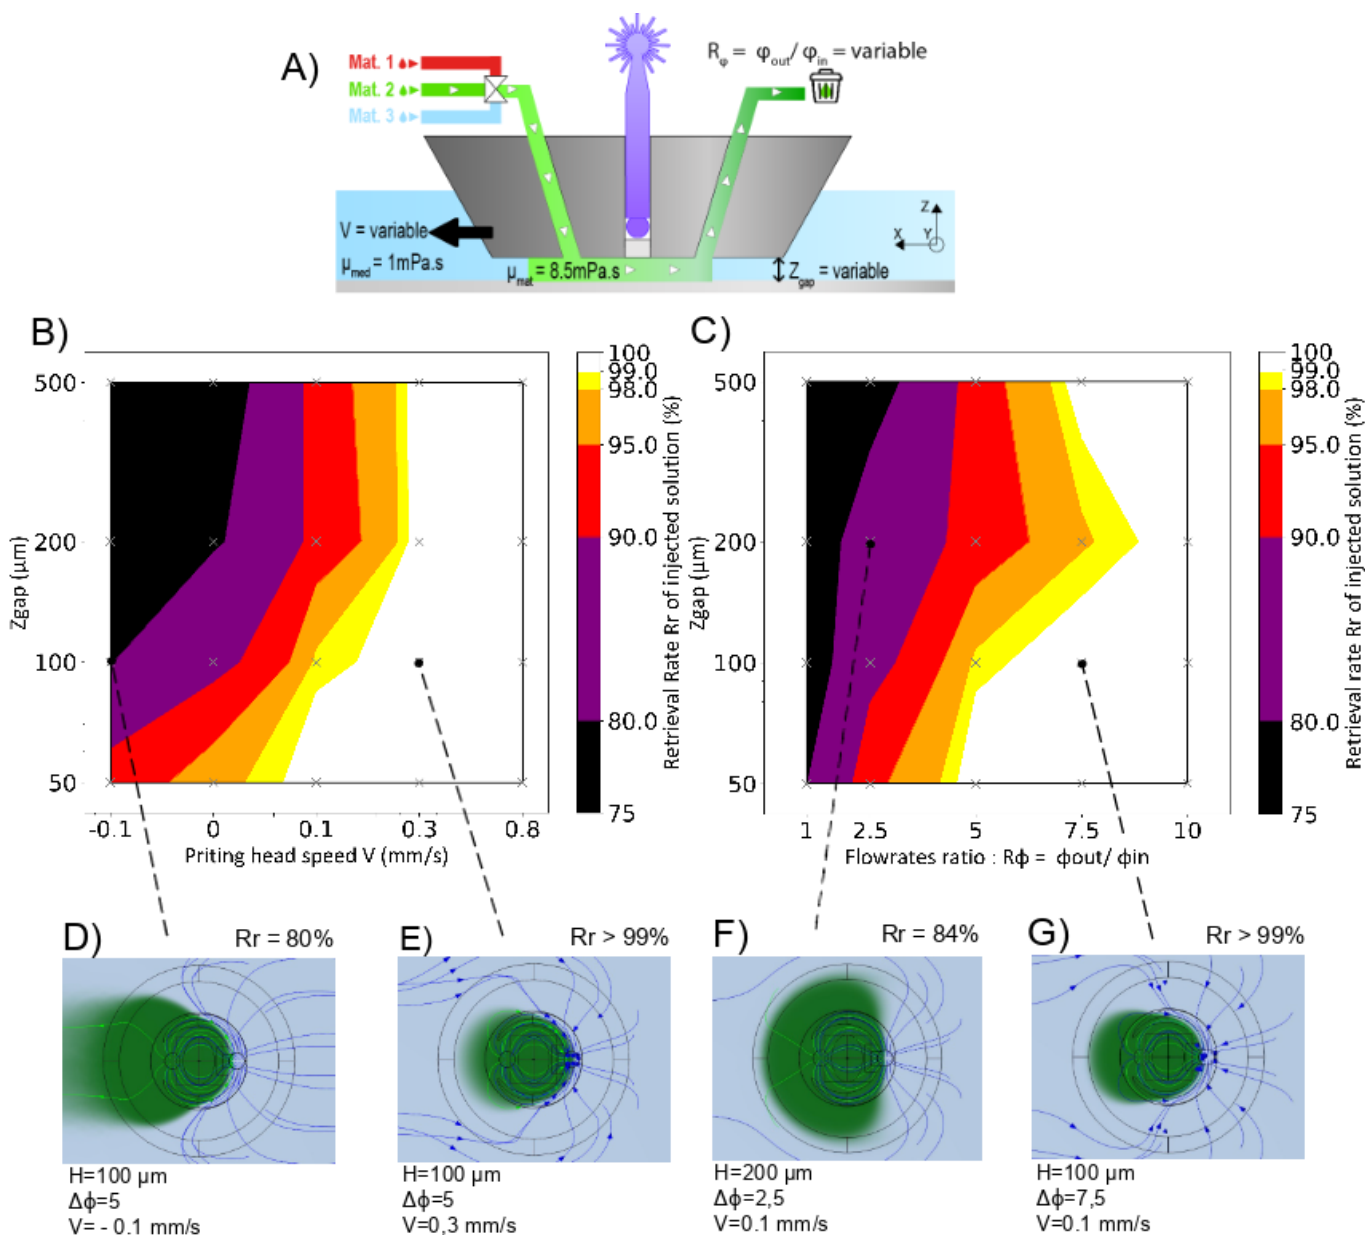 A)
Mat. 1
Mat. 2
Mat. 3
Rφ = φout/ φin = variable
V = variable
μmed = 1mPa.s
μmat = 8.5mPa.s
Zgap = variable
Z
X
Y
B)
500
200
100
50
Zgap (μm)
-0.1 0 0.1 0.3 0.8
Priting head speed V (mm/s)
100
99.0
98.0
95.0
90.0
80.0
75
Retrieval Rate Rr of injected solution (%)
C)
500
200
100
50
Zgap (μm)
1 2.5 5 7.5 10
Flowrates ratio : Rϕ = ϕout/ ϕin
100
99.0
98.0
95.0
90.0
80.0
75
Retrieval rate Rr of injected solution (%)
D)
Rr = 80%
H=100 μm
Δϕ=5
V= - 0.1 mm/s
E)
Rr > 99%
H=100 μm
Δϕ=5
V=0,3 mm/s
F)
Rr = 84%
H=200 μm
Δϕ=2,5
V=0.1 mm/s
G)
Rr > 99%
H=100 μm
Δϕ=7,5
V=0.1 mm/s